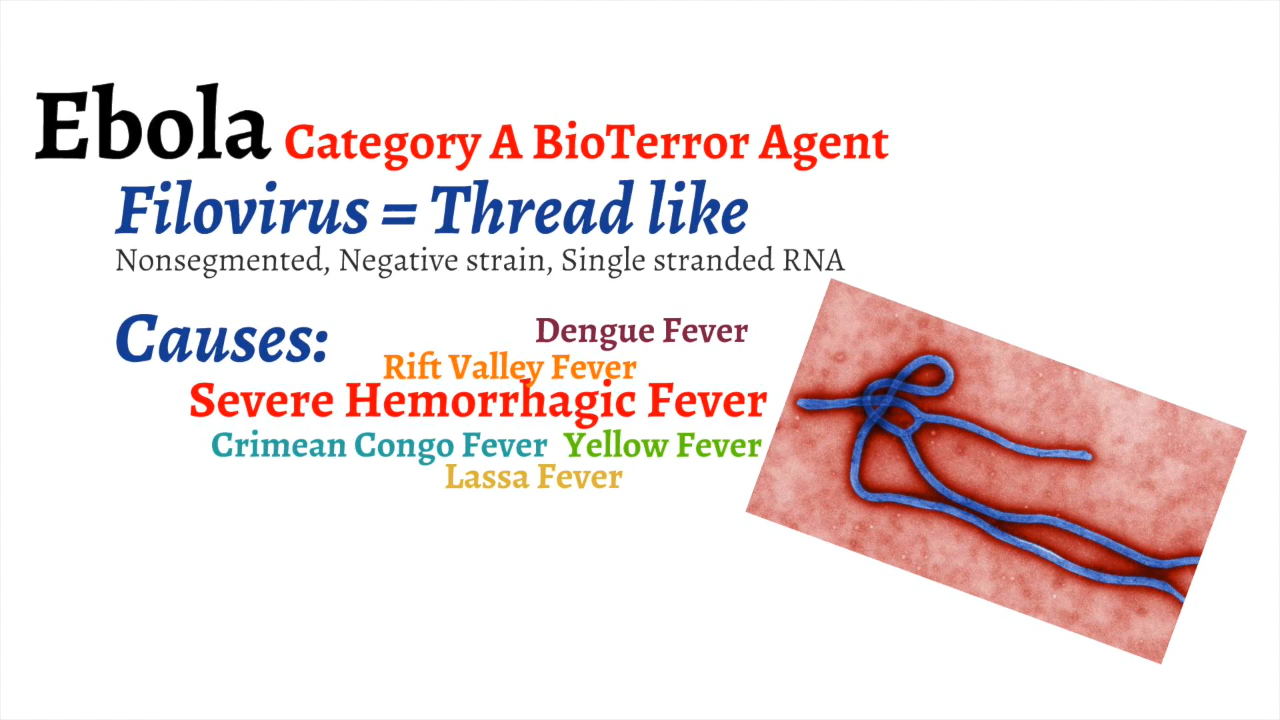 Ebola Category A BioTerror Agent
Filovirus = Thread like
Nonsegmented, Negative strain, Single stranded RNA
Causes:
Dengue Fever
Rift Valley Fever
Severe Hemorrhagic Fever
Crimean Congo Fever Yellow Fever
Lassa Fever